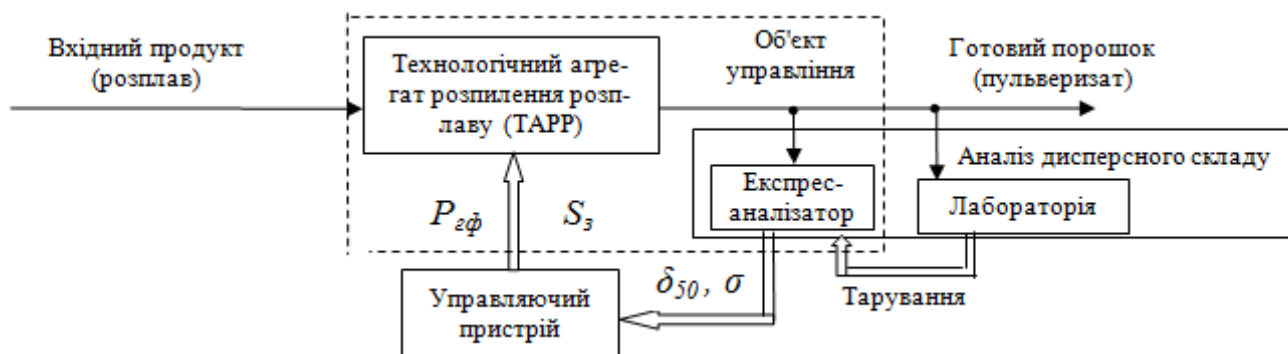 Вхідний продукт
(розплав)
Технологічний агре-
гат розпилення розп-
лаву (ТАРР)
Об'єкт
управління
Готовий порошок
(пульверизат)
Аналіз дисперсного складу
Експрес-
аналізатор
Лабораторія
Pгф
Sз
δ50, σ
Тарування
Управляючий
пристрій